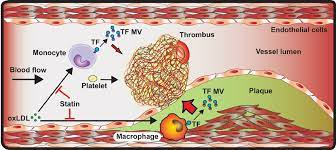 Endothelial cells
TF MV
Thrombus
TF
Monocyte
Vessel lumen
Blood flow
Platelet
TF MV
Plaque
Statin
oxLDL
TF
Macrophage